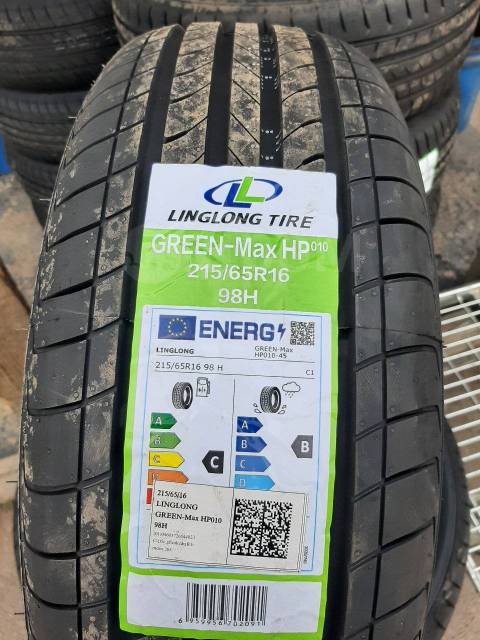 LINGLONG TIRE
GREEN-Max HP010
215/65R16
98H
ENERG
LINGLONG
GREEN-Max
HP010-45
215/65R16 98 H
C1
A
B
C
C
A
B
C
D
B
215/65/16
LINGLONG
GREEN-Max HP010
98H
6959956702091